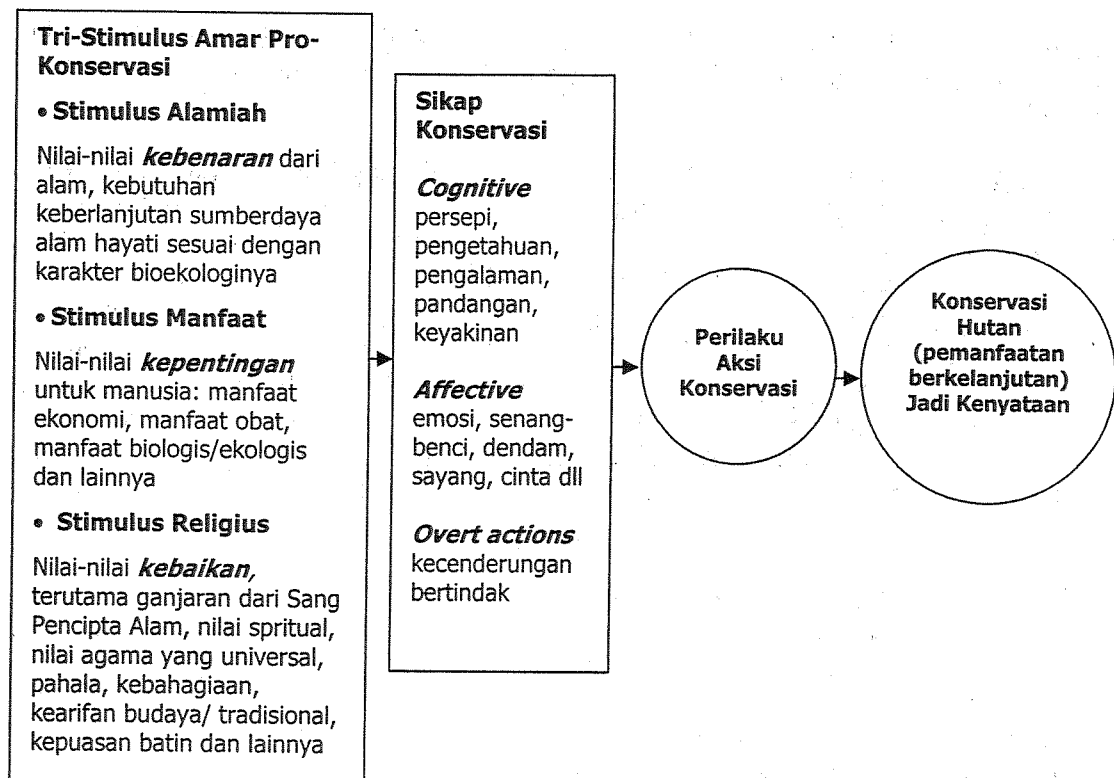 Tri-Stimulus Amar Pro-
Konservasi
• Stimulus Alamiah
Nilai-nilai kebenaran dari
alam, kebutuhan
keberlanjutan sumberdaya
alam hayati sesuai dengan
karakter bioekologinya
• Stimulus Manfaat
Nilai-nilai kepentingan
untuk manusia: manfaat
ekonomi, manfaat obat,
manfaat biologis/ekologis
dan lainnya
• Stimulus Religius
Nilai-nilai kebaikan,
terutama ganjaran dari Sang
Pencipta Alam, nilai spritual,
nilai agama yang universal,
pahala, kebahagiaan,
kearifan budaya/ tradisional,
kepuasan batin dan lainnya
Sikap
Konservasi
Cognitive
persepi,
pengetahuan,
pengalaman,
pandangan,
keyakinan
Affective
emosi, senang-
benci, dendam,
sayang, cinta dll
Overt actions
kecenderungan
bertindak
Perilaku
Aksi
Konservasi
Konservasi
Hutan
(pemanfaatan
berkelanjutan)
Jadi Kenyataan